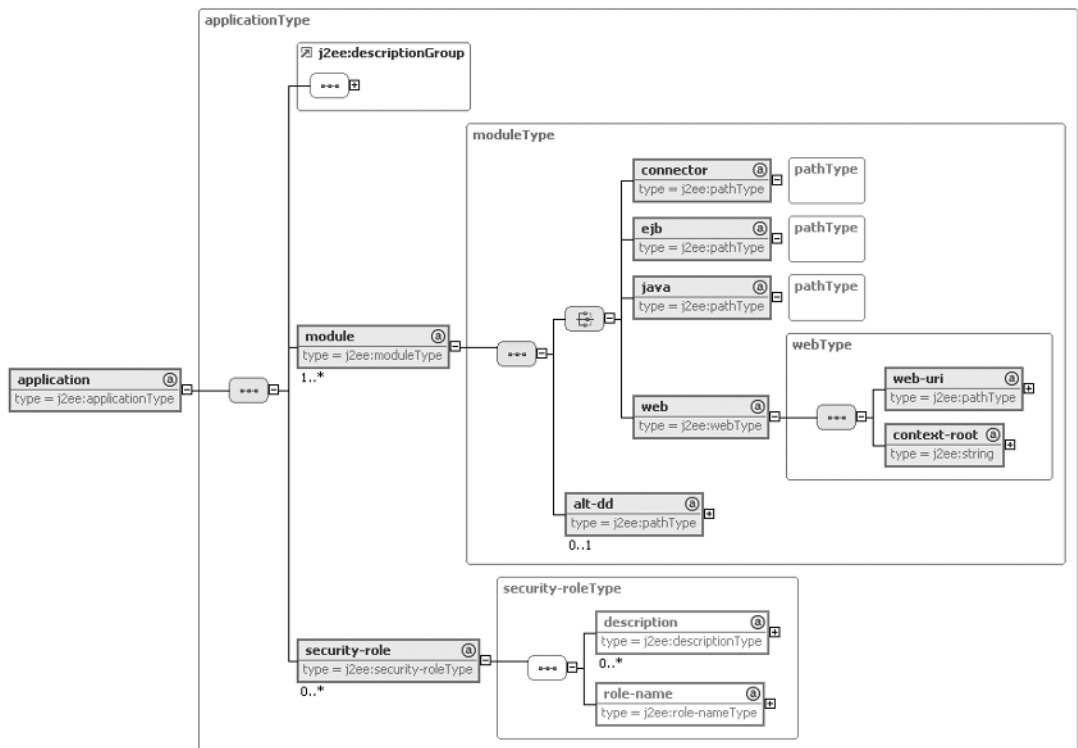 applicationType
j2ee:descriptionGroup
moduleType
connector
type = j2ee:pathType
pathType
ejb
type = j2ee:pathType
pathType
java
type = j2ee:pathType
pathType
module
type = j2ee:moduleType
1..*
webType
application
type = j2ee:applicationType
web-uri
type = j2ee:pathType
web
type = j2ee:webType
context-root
type = j2ee:string
alt-dd
type = j2ee:pathType
0..1
security-roleType
description
type = j2ee:descriptionType
0..*
security-role
type = j2ee:security-roleType
0..*
role-name
type = j2ee:role-nameType